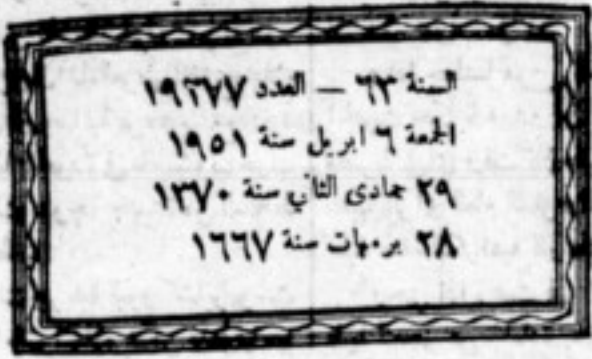 السنة ٦٣ — العدد ١٩٦٧٧
الجمعة ٦ ابريل سنة ١٩٥١
٢٩ جمادى الثاني سنة ١٣٧٠
٢٨ برمهات سنة ١٦٦٧